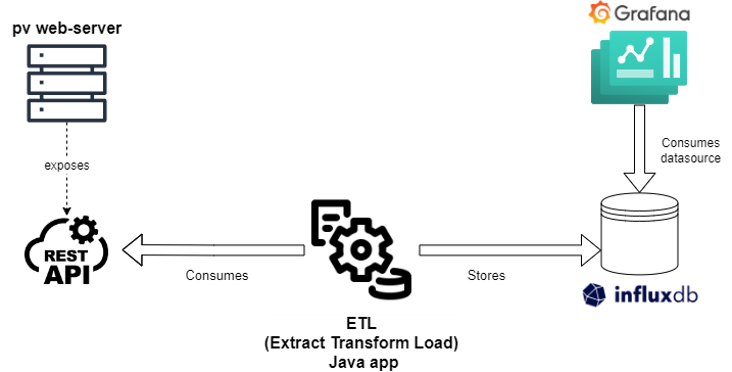 pv web-server
Grafana
exposes
Consumes
datasource
REST
API
Consumes
Stores
influxdb
ETL
(Extract Transform Load)
Java app